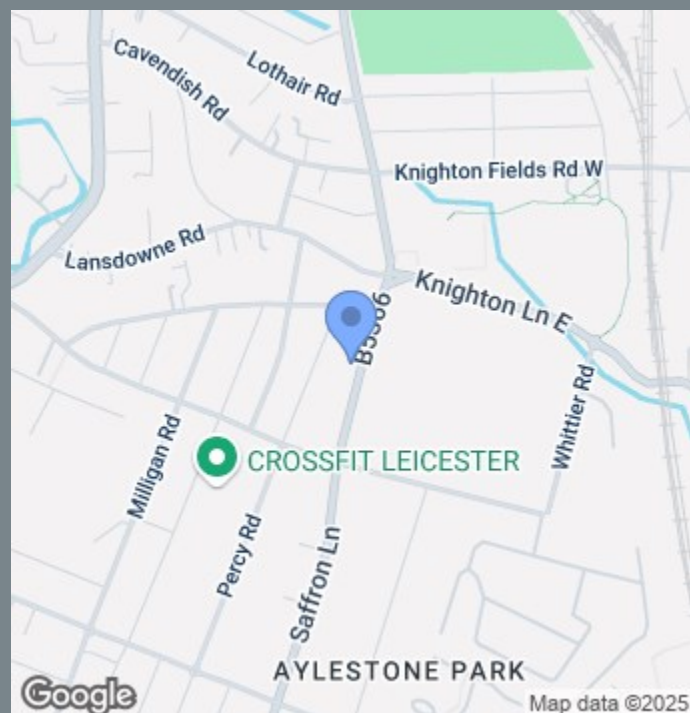 Cavendish Rd
Lothair Rd
Knighton Fields Rd W
Lansdowne Rd
Knighton Ln E
B5366
Whittier Rd
Milligan Rd
CROSSFIT LEICESTER
Percy Rd
Saffron Ln
AYLESTONE PARK
Google
Map data ©2025